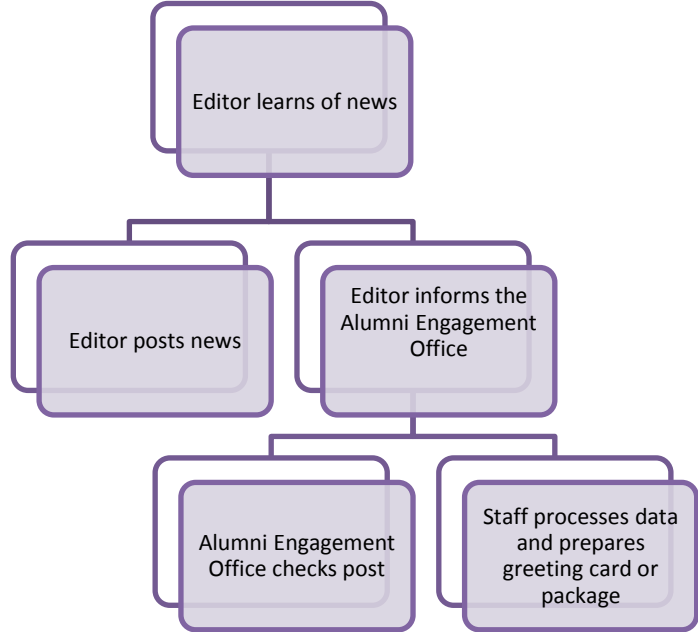 Editor learns of news
Editor posts news
Editor informs the
Alumni Engagement
Office
Alumni Engagement
Office checks post
Staff processes data
and prepares
greeting card or
package